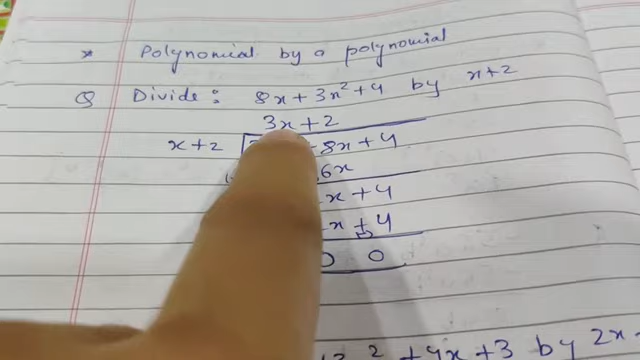 * Polynomial by a polynomial
Q Divide: 8x + 3x² + 4 by x+2
3x + 2
x + 2 8x + 4
6x
x + 4
x + 4
0 0
² + 4x + 3 by 2x